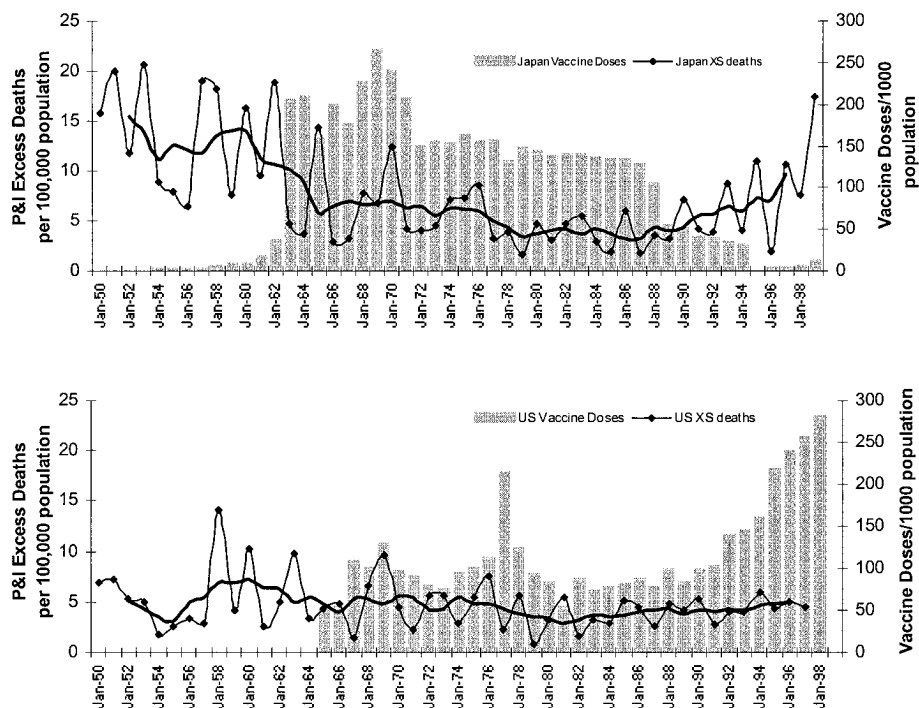 P&I Excess Deaths
per 100,000 population
25
20
15
10
5
0
Japan Vaccine Doses
Japan XS deaths
300
250
200
150
100
50
0
Vaccine Doses/1000
population
Jan-50
Jan-52
Jan-54
Jan-56
Jan-58
Jan-60
Jan-62
Jan-64
Jan-66
Jan-68
Jan-70
Jan-72
Jan-74
Jan-76
Jan-78
Jan-80
Jan-82
Jan-84
Jan-86
Jan-88
Jan-90
Jan-92
Jan-94
Jan-96
Jan-98
P&I Excess Deaths
per 100,000 population
25
20
15
10
5
0
US Vaccine Doses
US XS deaths
300
250
200
150
100
50
0
Vaccine Doses/1000 population
Jan-50
Jan-52
Jan-54
Jan-56
Jan-58
Jan-60
Jan-62
Jan-64
Jan-66
Jan-68
Jan-70
Jan-72
Jan-74
Jan-76
Jan-78
Jan-80
Jan-82
Jan-84
Jan-86
Jan-88
Jan-90
Jan-92
Jan-94
Jan-96
Jan-98